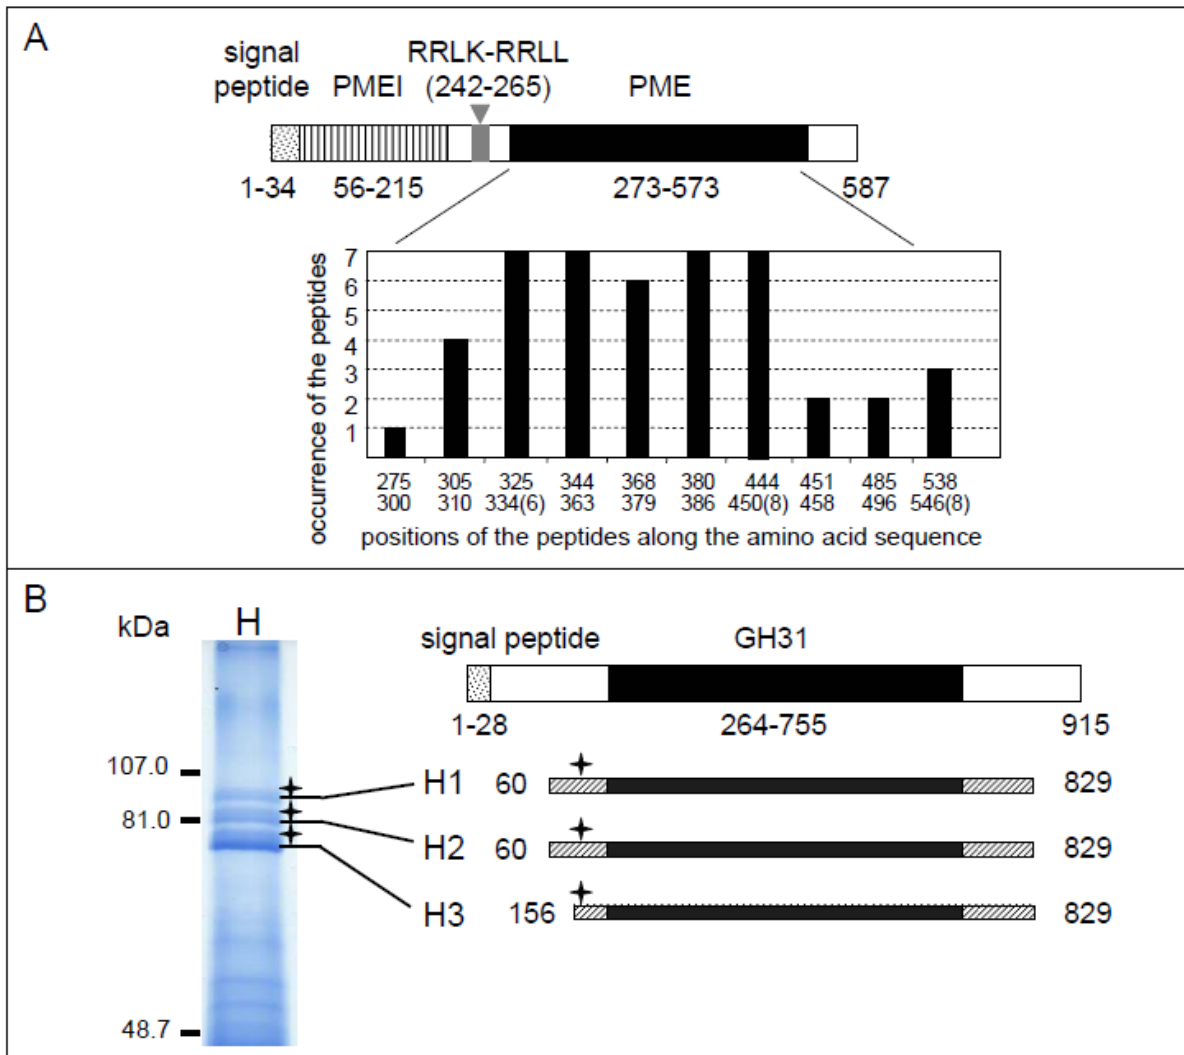 A
signal peptide
PMEI
RRLK-RRLL (242-265)
PME
1-34 56-215 273-573 587
occurrence of the peptides
7
6
5
4
3
2
1
275 305 325 344 368 380 444 451 485 538
300 310 334(6) 363 379 386 450(8) 458 496 546(8)
positions of the peptides along the amino acid sequence
B
kDa H
signal peptide GH31
1-28 264-755 915
107.0
81.0
48.7
H1 60 829
H2 60 829
H3 156 829